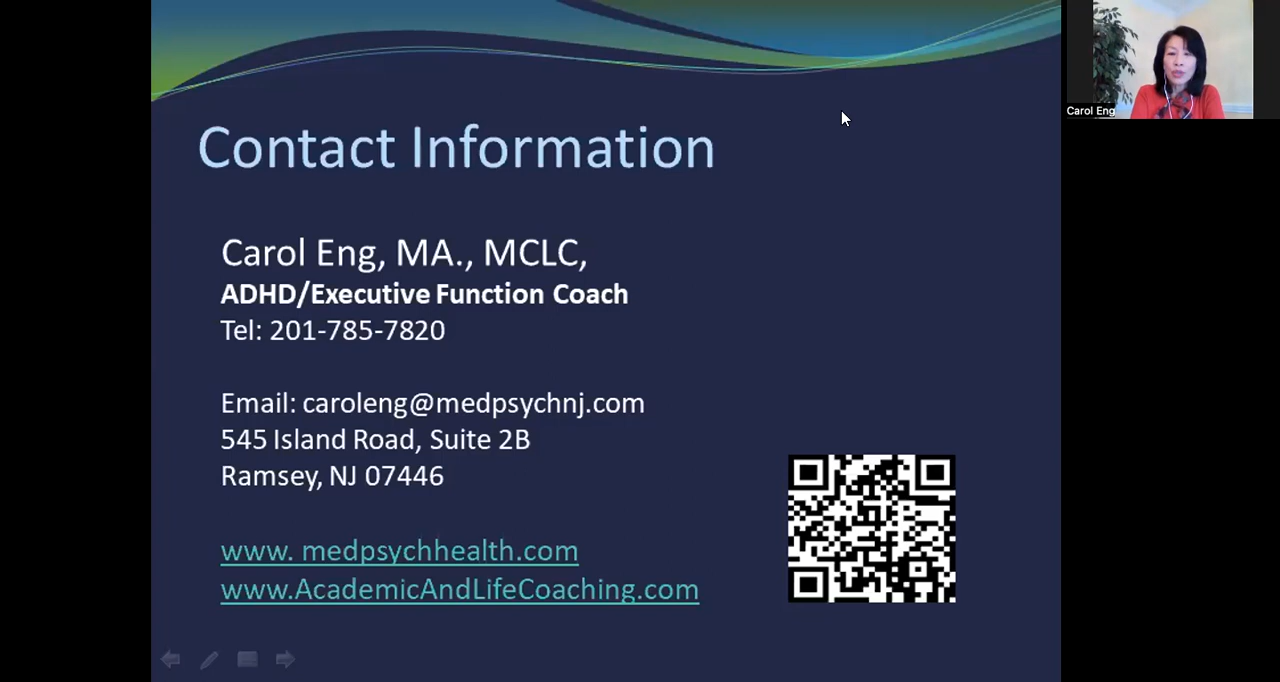 Contact Information
Carol Eng, MA., MCLC,
ADHD/Executive Function Coach
Tel: 201-785-7820
Email: caroleng@medpsychnj.com
545 Island Road, Suite 2B
Ramsey, NJ 07446
www. medpsychhealth.com
www.AcademicAndLifeCoaching.com
Carol Eng